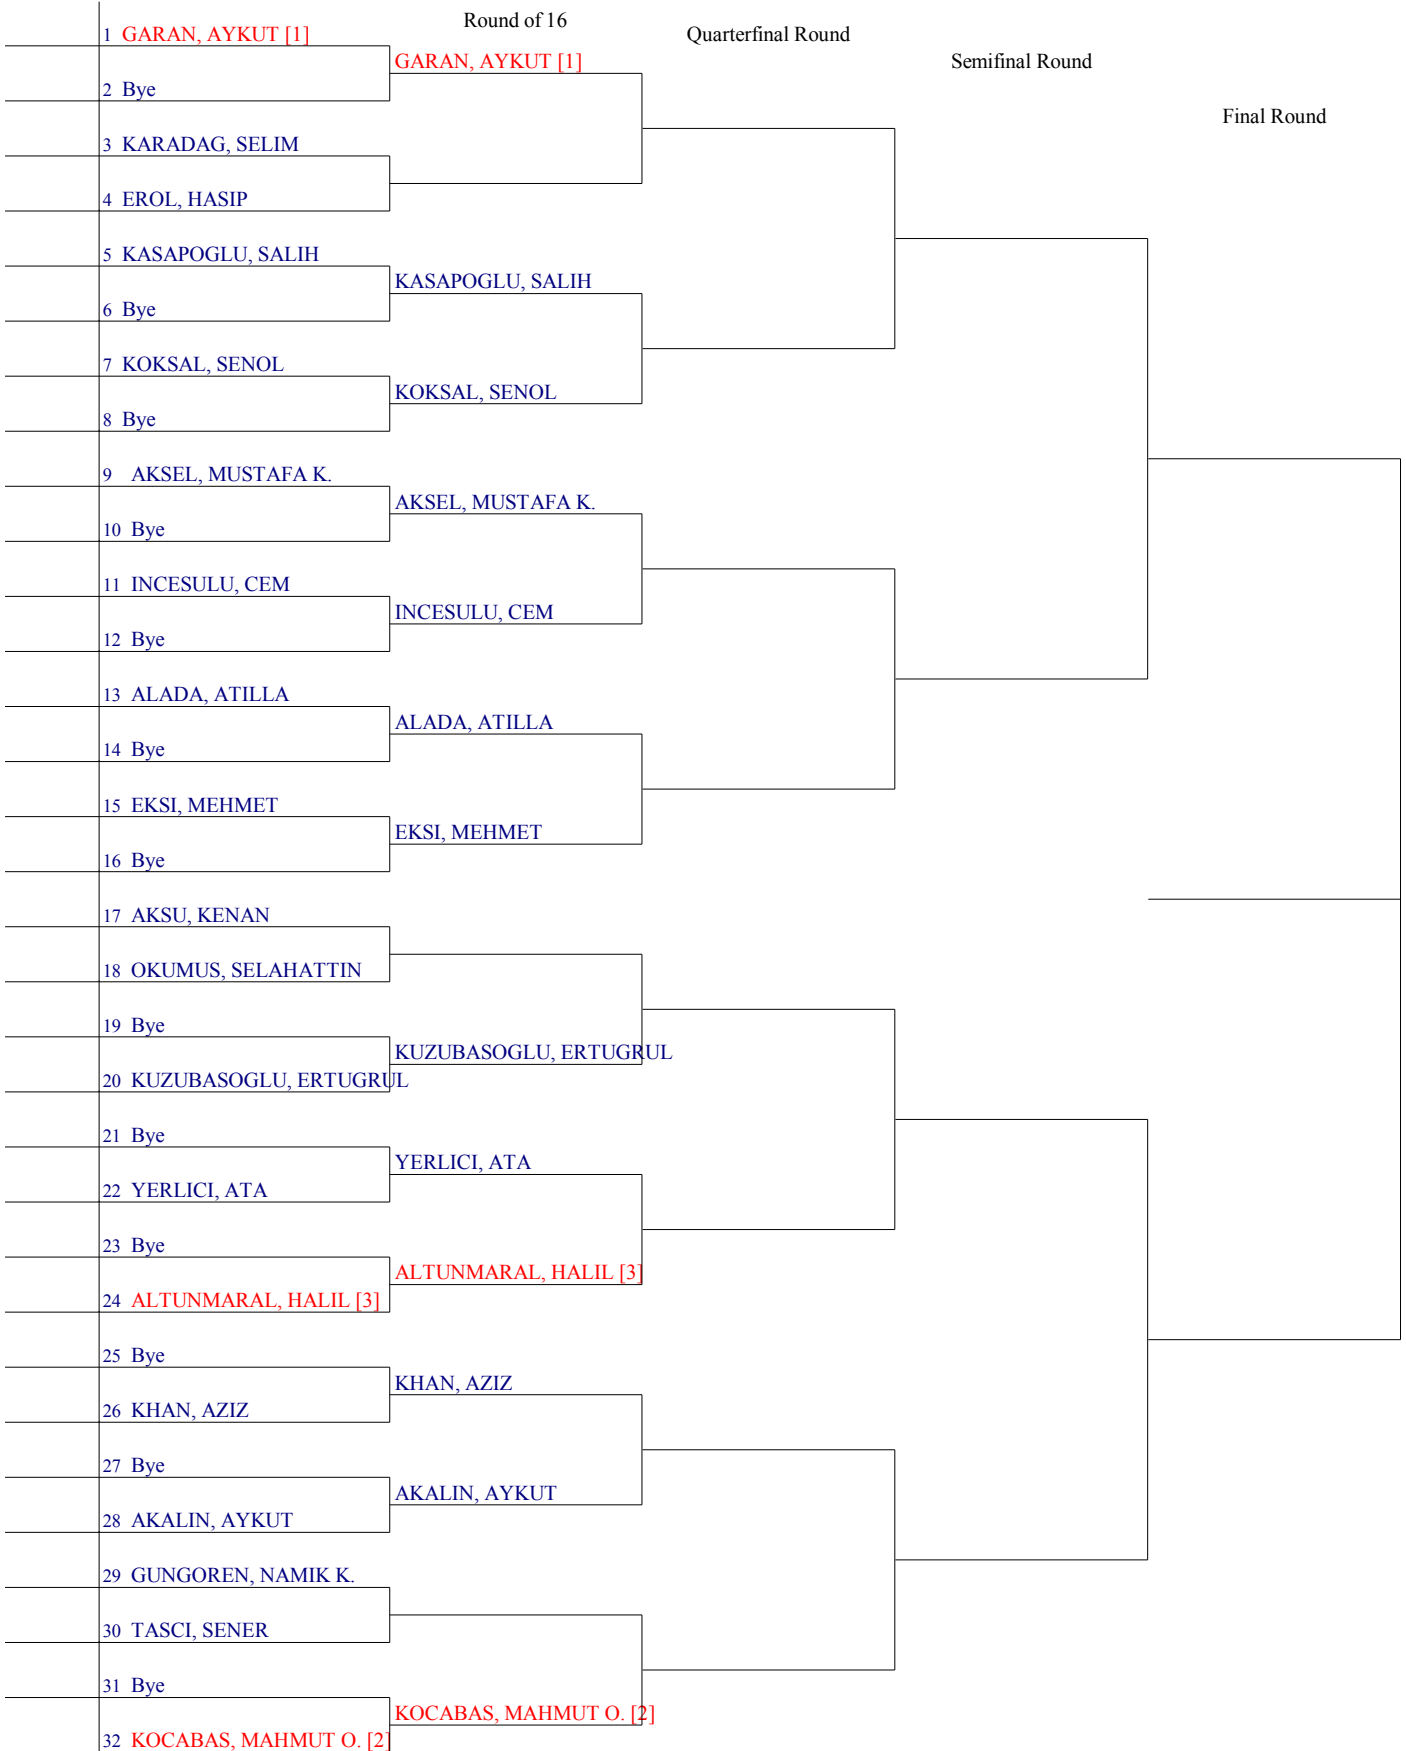 Round of 16
Quarterfinal Round
Semifinal Round
Final Round
1 GARAN, AYKUT [1]
GARAN, AYKUT [1]
2 Bye
3 KARADAG, SELIM
4 EROL, HASIP
5 KASAPOGLU, SALIH
KASAPOGLU, SALIH
6 Bye
7 KOKSAL, SENOL
KOKSAL, SENOL
8 Bye
9 AKSEL, MUSTAFA K.
AKSEL, MUSTAFA K.
10 Bye
11 INCESULU, CEM
INCESULU, CEM
12 Bye
13 ALADA, ATILLA
ALADA, ATILLA
14 Bye
15 EKSI, MEHMET
EKSI, MEHMET
16 Bye
17 AKSU, KENAN
18 OKUMUS, SELAHATTIN
19 Bye
KUZUBASOGLU, ERTUGRUL
20 KUZUBASOGLU, ERTUGRUL
21 Bye
YERLICI, ATA
22 YERLICI, ATA
23 Bye
ALTUNMARAL, HALIL [3]
24 ALTUNMARAL, HALIL [3]
25 Bye
KHAN, AZIZ
26 KHAN, AZIZ
27 Bye
AKALIN, AYKUT
28 AKALIN, AYKUT
29 GUNGOREN, NAMIK K.
30 TASCI, SENER
31 Bye
KOCABAS, MAHMUT O. [2]
32 KOCABAS, MAHMUT O. [2]